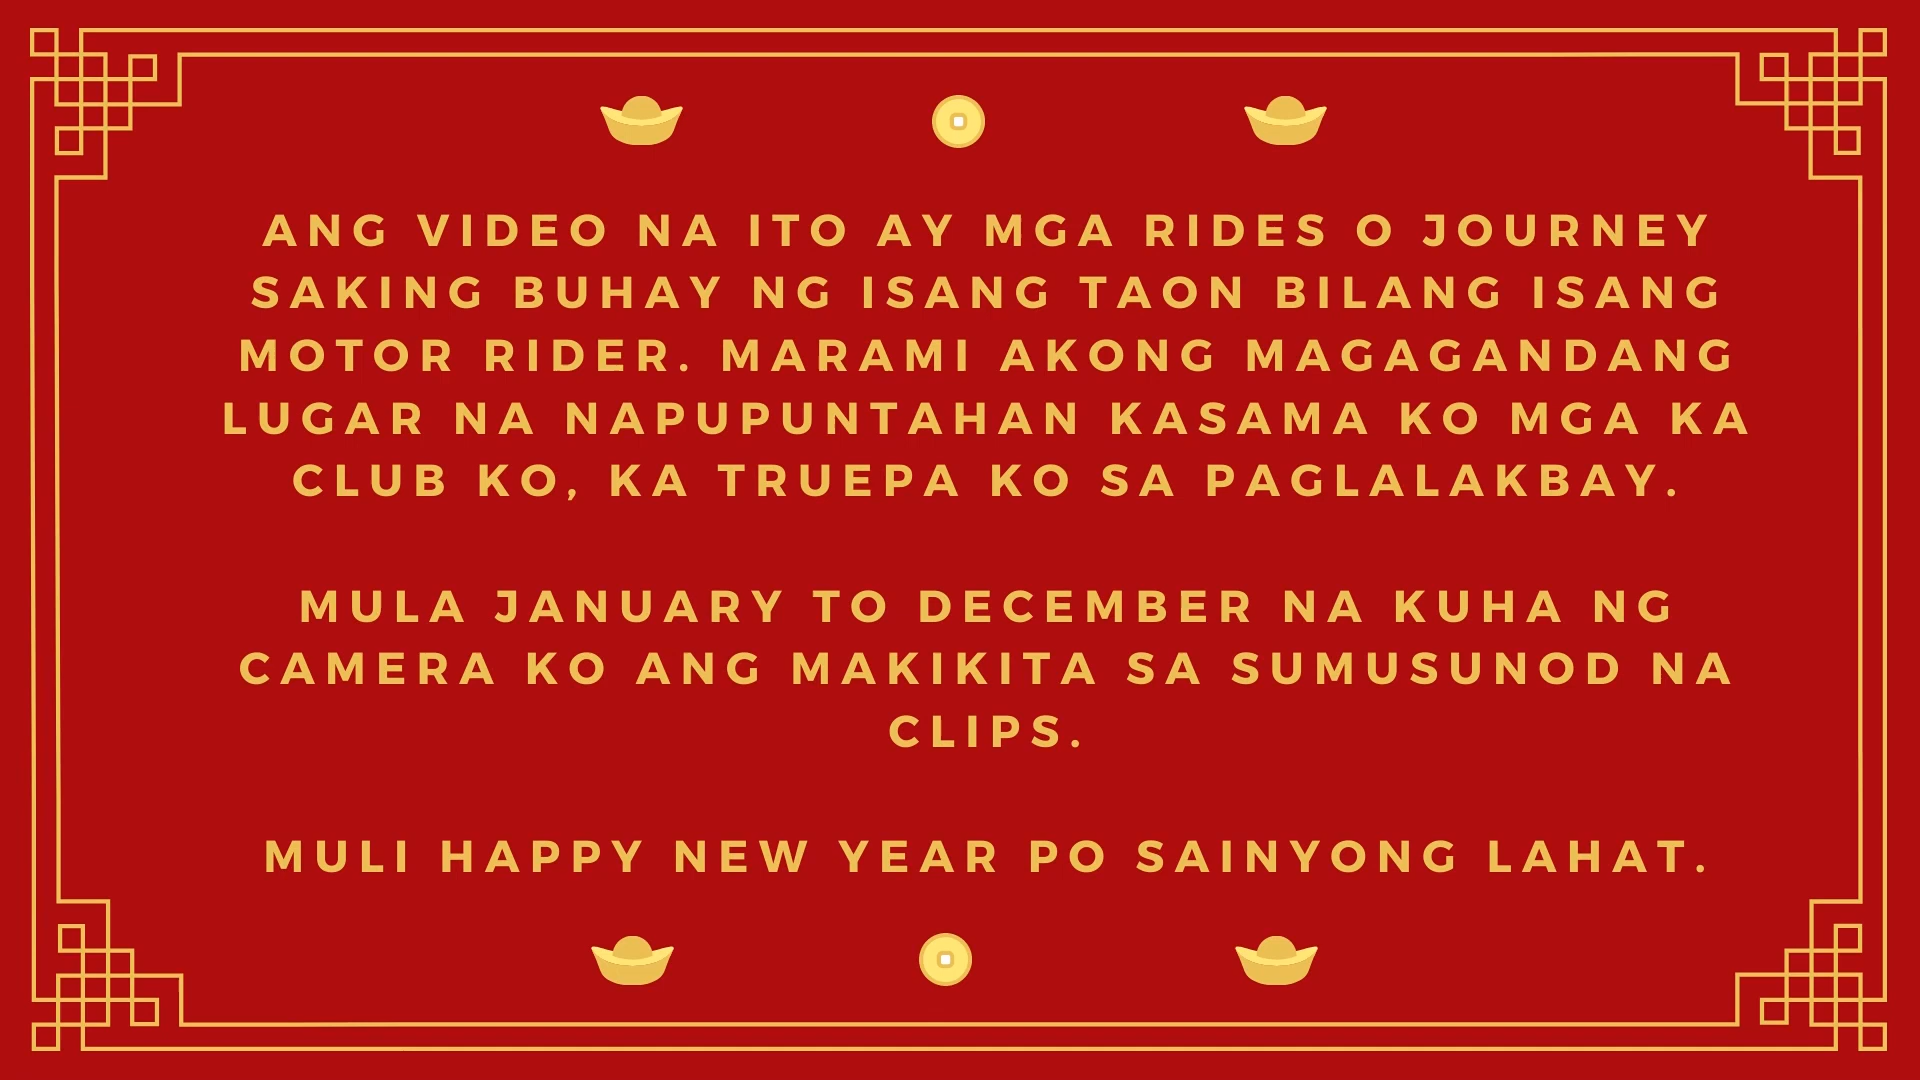 ANG VIDEO NA ITO AY MGA RIDES O JOURNEY
SAKING BUHAY NG ISANG TAON BILANG ISANG
MOTOR RIDER. MARAMI AKONG MAGAGANDANG
LUGAR NA NAPUPUNTAHAN KASAMA KO MGA KA
CLUB KO, KA TRUEPA KO SA PAGLALAKBAY.
MULA JANUARY TO DECEMBER NA KUHA NG
CAMERA KO ANG MAKIKITA SA SUMUSUNOD NA
CLIPS.
MULI HAPPY NEW YEAR PO SAINYONG LAHAT.